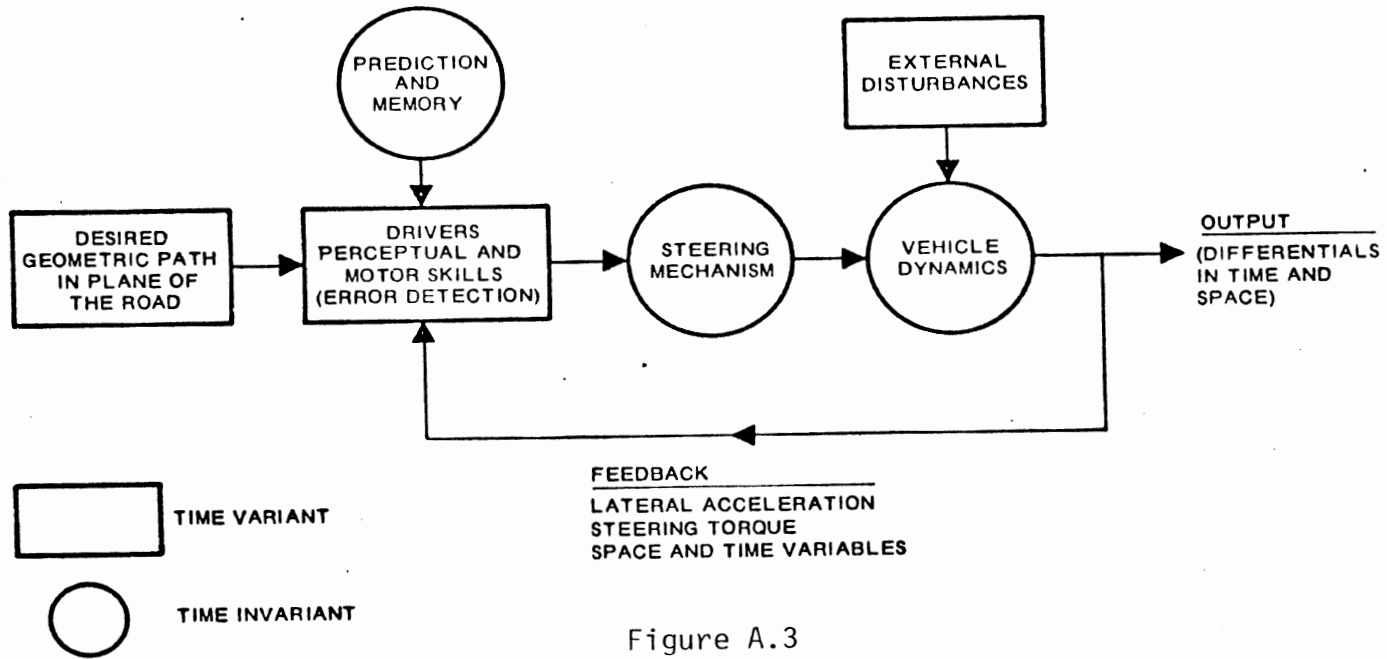 PREDICTION
AND
MEMORY
EXTERNAL
DISTURBANCES
DESIRED
GEOMETRIC PATH
IN PLANE OF
THE ROAD
DRIVERS
PERCEPTUAL AND
MOTOR SKILLS
(ERROR DETECTION)
STEERING
MECHANISM
VEHICLE
DYNAMICS
OUTPUT
(DIFFERENTIALS
IN TIME AND
SPACE)
FEEDBACK
LATERAL ACCELERATION
STEERING TORQUE
SPACE AND TIME VARIABLES
TIME VARIANT
TIME INVARIANT
Figure A.3